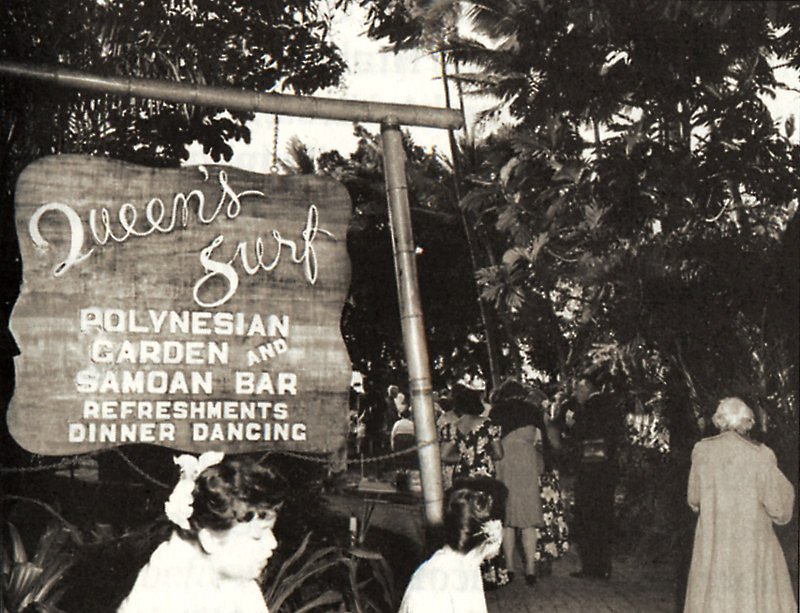 Queen's
Surf
POLYNESIAN
GARDEN AND
SAMOAN BAR
REFRESHMENTS
DINNER DANCING